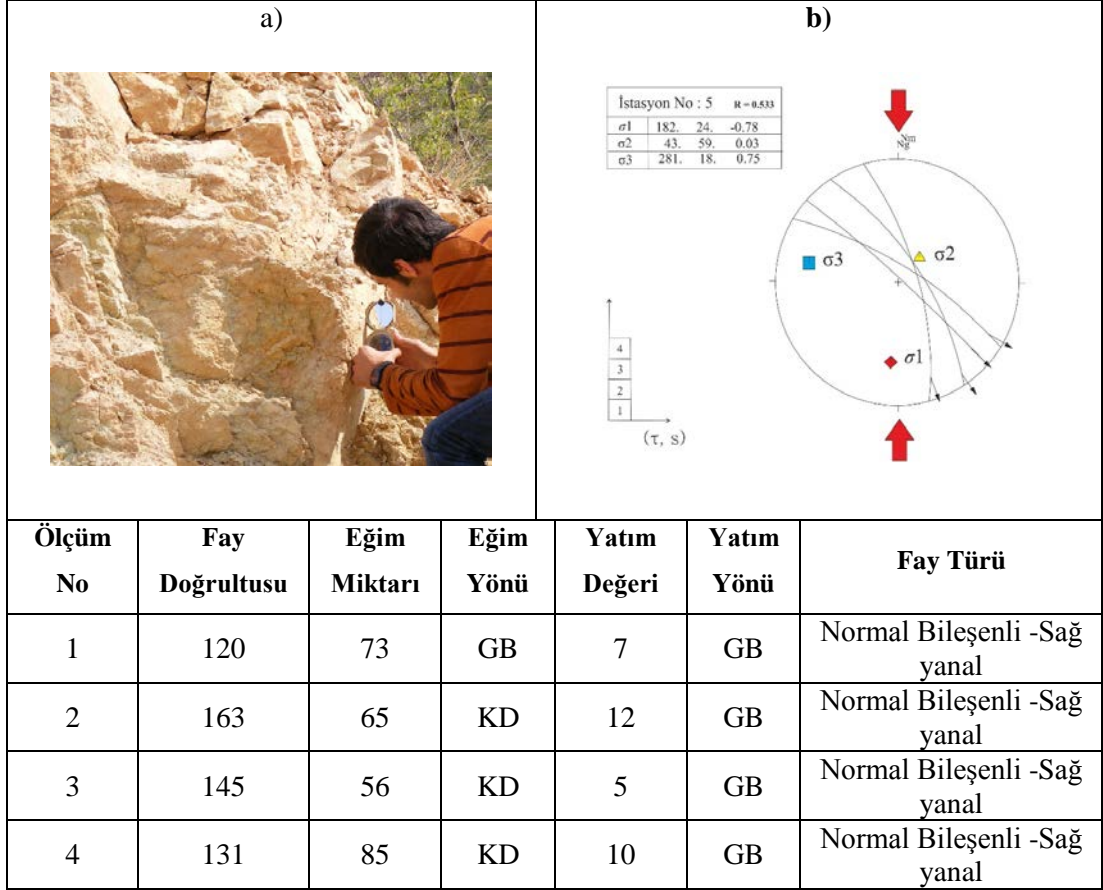 a)
b)
İstasyon No : 5 R = 0.533
σ1 182. 24. -0.78
σ2 43. 59. 0.03
σ3 281. 18. 0.75
Nm
Ng
σ3
σ2
σ1
4
3
2
1
(τ, s)
Ölçüm No Fay Doğrultusu Eğim Miktarı Eğim Yönü Yatım Değeri Yatım Yönü Fay Türü
1 120 73 GB 7 GB Normal Bileşenli -Sağ
yanal
2 163 65 KD 12 GB Normal Bileşenli -Sağ
yanal
3 145 56 KD 5 GB Normal Bileşenli -Sağ
yanal
4 131 85 KD 10 GB Normal Bileşenli -Sağ
yanal